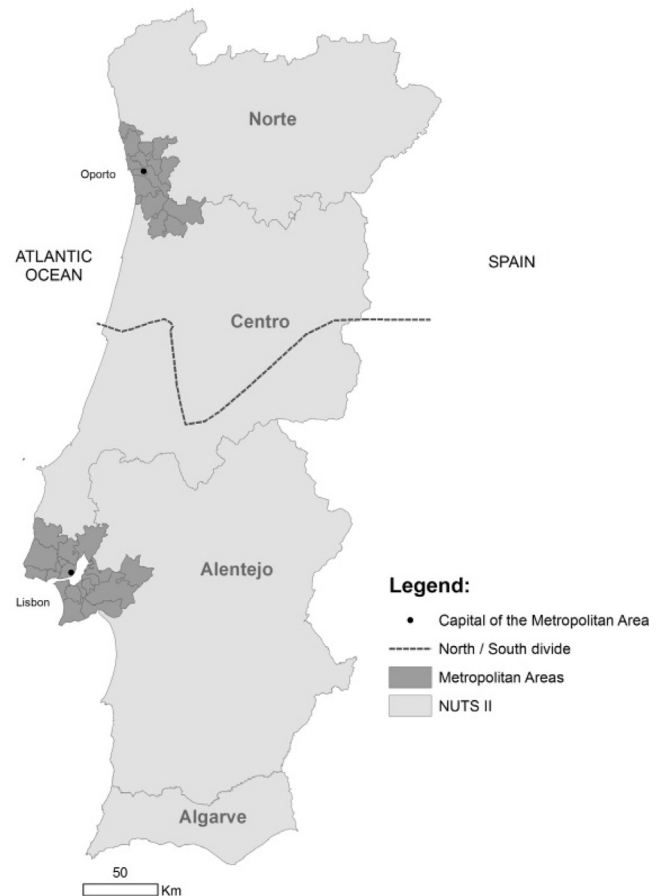 Norte
Oporto
ATLANTIC
OCEAN
SPAIN
Centro
Alentejo
Lisbon
Legend:
Capital of the Metropolitan Area
North / South divide
Metropolitan Areas
NUTS II
Algarve
50
Km